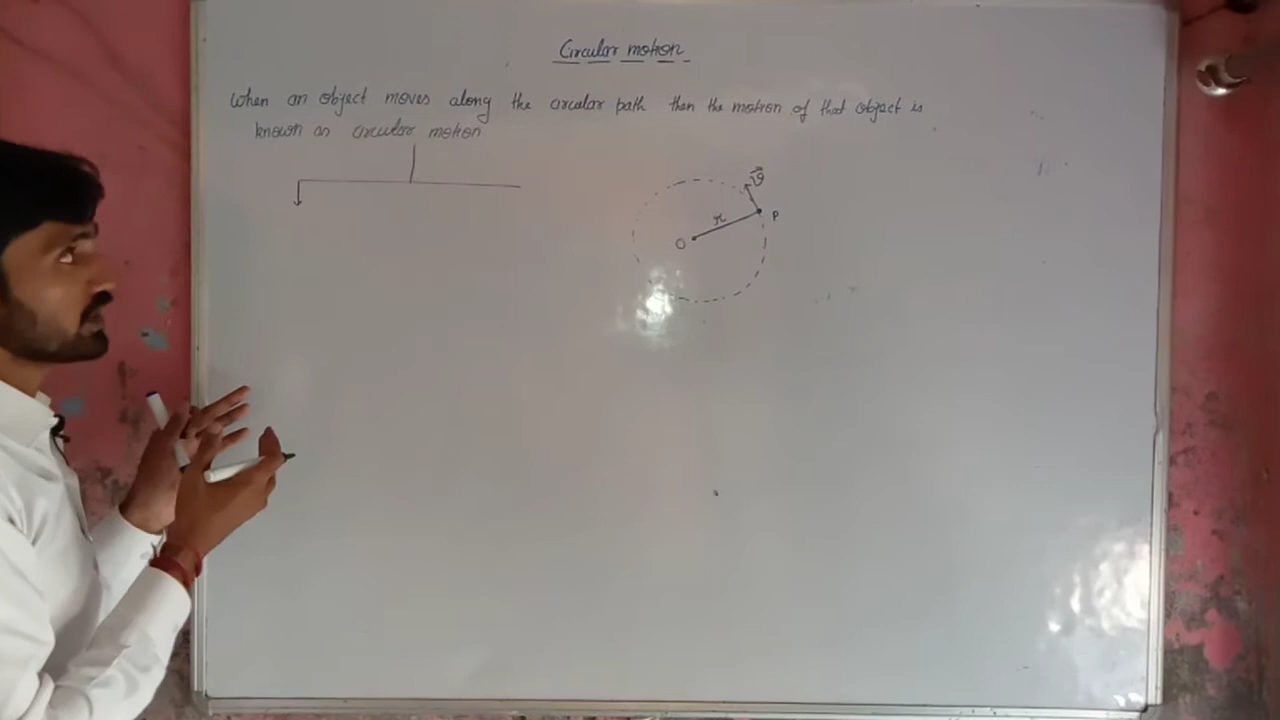 Circular motion
When an object moves along the circular path then the motion of that object is
known as circular motion
v
r
P
O